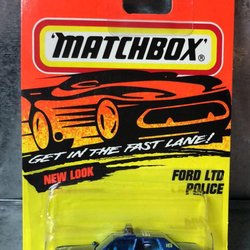 MATCHBOX®
GET IN THE FAST LANE!
NEW LOOK
FORD LTD
POLICE